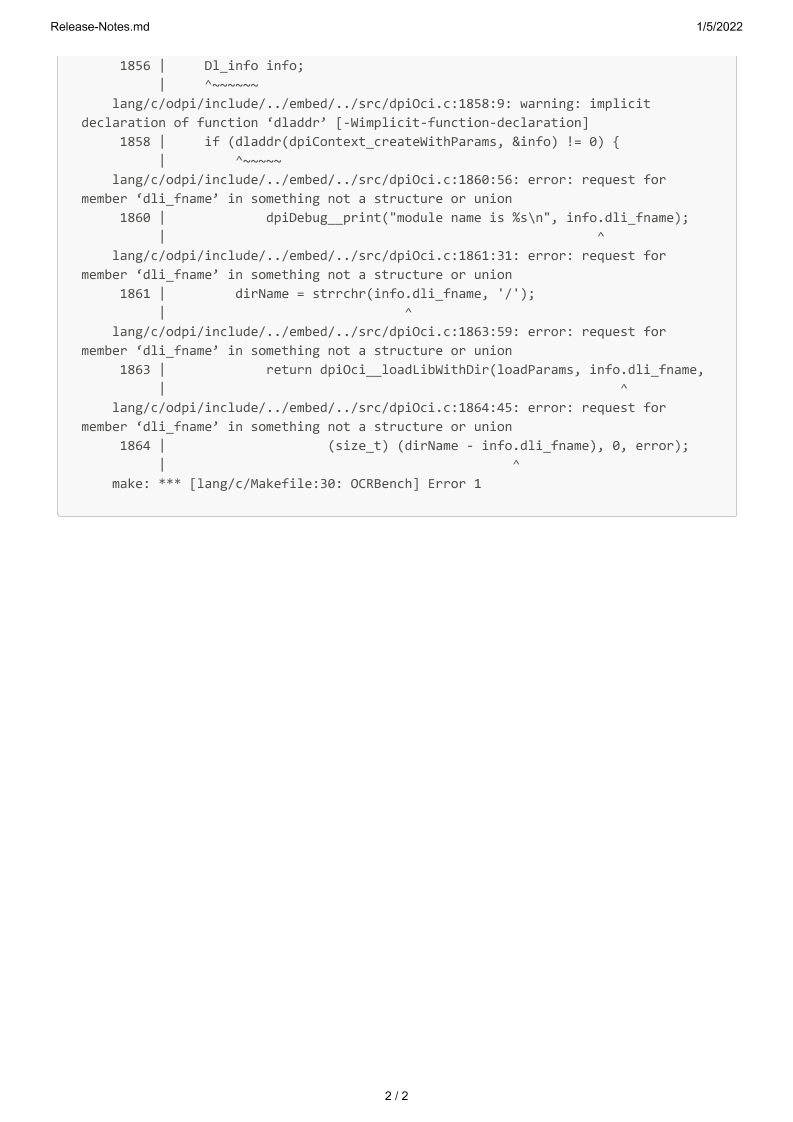 Release-Notes.md 1/5/2022
1856 |     Dl_info info;
     |     ^~~~~~~
lang/c/odpi/include/../embed/../src/dpiOci.c:1858:9: warning: implicit
declaration of function ‘dladdr’ [-Wimplicit-function-declaration]
1858 |     if (dladdr(dpiContext_createWithParams, &info) != 0) {
     |         ^~~~~~
lang/c/odpi/include/../embed/../src/dpiOci.c:1860:56: error: request for
member ‘dli_fname’ in something not a structure or union
1860 |             dpiDebug__print("module name is %s\n", info.dli_fname);
     |                                                        ^
lang/c/odpi/include/../embed/../src/dpiOci.c:1861:31: error: request for
member ‘dli_fname’ in something not a structure or union
1861 |         dirName = strrchr(info.dli_fname, '/');
     |                               ^
lang/c/odpi/include/../embed/../src/dpiOci.c:1863:59: error: request for
member ‘dli_fname’ in something not a structure or union
1863 |             return dpiOci__loadLibWithDir(loadParams, info.dli_fname,
     |                                                           ^
lang/c/odpi/include/../embed/../src/dpiOci.c:1864:45: error: request for
member ‘dli_fname’ in something not a structure or union
1864 |                     (size_t) (dirName - info.dli_fname), 0, error);
     |                                             ^
make: *** [lang/c/Makefile:30: OCRBench] Error 1
2 / 2